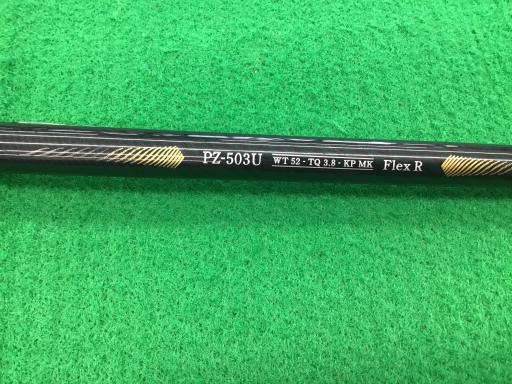 PZ-503U WT 52・TQ 3.8・KP MK Flex R